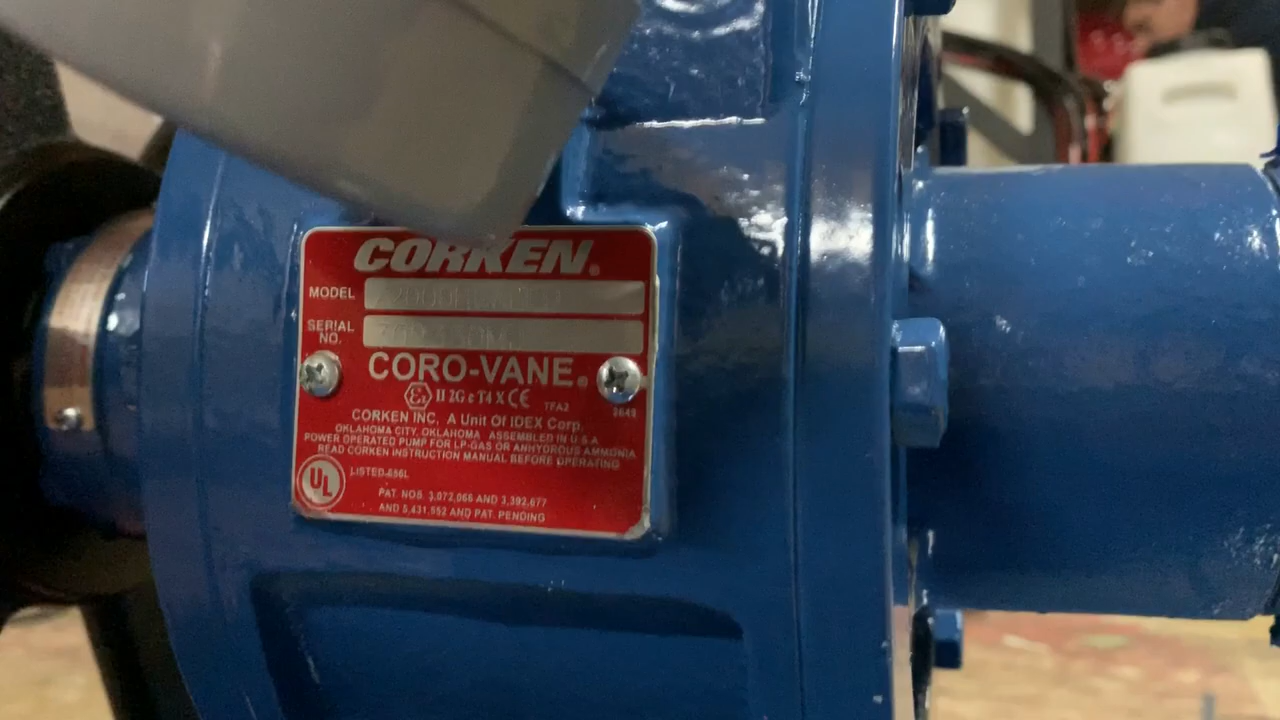 CORKEN®
MODEL
SERIAL NO.
CORO-VANE®
Ex II 2G c T4 X CE TFA2
CORKEN INC. A Unit Of IDEX Corp.
OKLAHOMA CITY, OKLAHOMA ASSEMBLED IN U S A
POWER OPERATED PUMP FOR LP-GAS OR ANHYDROUS AMMONIA
READ CORKEN INSTRUCTION MANUAL BEFORE OPERATING
UL LISTED
PAT. NOS. 3,072,066 AND 3,392,677
AND 5,431,552 AND PAT. PENDING